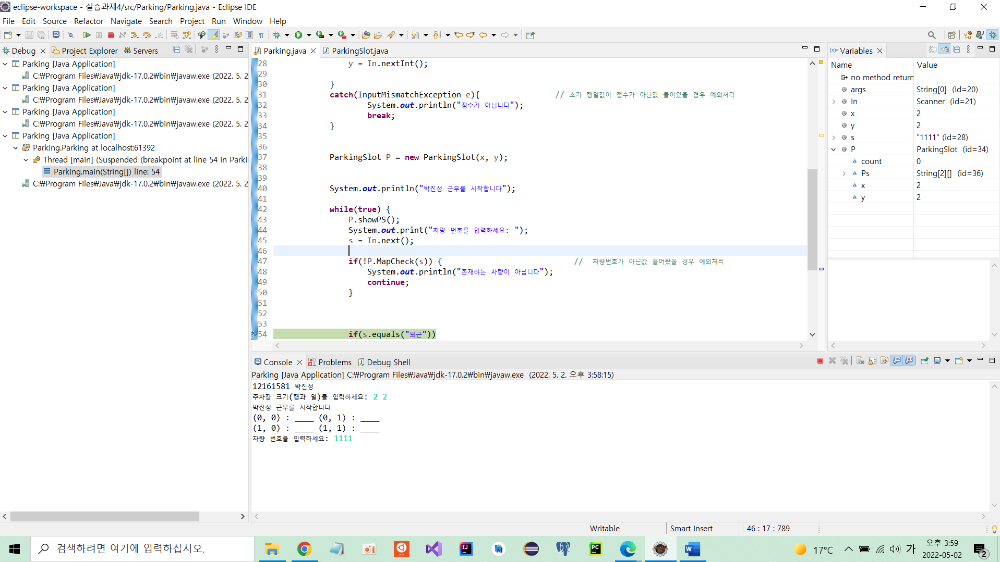 eclipse-workspace - 실습과제4/src/Parking/Parking.java - Eclipse IDE
File Edit Source Refactor Navigate Search Project Run Window Help
Debug Project Explorer Servers
Parking [Java Application]
C:₩Program Files₩Java₩jdk-17.0.2₩bin₩javaw.exe (2022. 5. 2
Parking [Java Application]
C:₩Program Files₩Java₩jdk-17.0.2₩bin₩javaw.exe (2022. 5. 2
Parking [Java Application]
C:₩Program Files₩Java₩jdk-17.0.2₩bin₩javaw.exe (2022. 5. 2
Parking [Java Application]
Parking.Parking at localhost:61392
Thread [main] (Suspended (breakpoint at line 54 in Parki
Parking.main(String[]) line: 54
C:₩Program Files₩Java₩jdk-17.0.2₩bin₩javaw.exe (2022. 5. 2
Parking.java ParkingSlot.java
28 y = In.nextInt();
29
30 }
31 catch(InputMismatchException e){ // 초기 행열값이 정수가 아닌값 들어왔을 경우 예외처리
32 System.out.println("정수가 아닙니다");
33 break;
34 }
35
36
37 ParkingSlot P = new ParkingSlot(x, y);
38
39
40 System.out.println("박진성 근무를 시작합니다");
41
42 while(true) {
43 P.showPS();
44 System.out.print("차량 번호를 입력하세요: ");
45 s = In.next();
46
47 if(!P.MapCheck(s)) { // 차량번호가 아닌값 들어왔을 경우 예외처리
48 System.out.println("존재하는 차량이 아닙니다");
49 continue;
50 }
51
52
53
54 if(s.equals("퇴근"))
(x)= Variables
Name Value
no method return
args String[0] (id=20)
In Scanner (id=21)
x 2
y 2
s "1111" (id=28)
P ParkingSlot (id=34)
count 0
Ps String[2][] (id=36)
x 2
y 2
Console Problems Debug Shell
Parking [Java Application] C:₩Program Files₩Java₩jdk-17.0.2₩bin₩javaw.exe (2022. 5. 2. 오후 3:58:15)
12161581 박진성
주차장 크기(행과 열)를 입력하세요: 2 2
박진성 근무를 시작합니다
(0, 0) : ____ (0, 1) : ____
(1, 0) : ____ (1, 1) : ____
차량 번호를 입력하세요: 1111
Writable Smart Insert 46 : 17 : 789
검색하려면 여기에 입력하십시오.
17°C 가 오후 3:59
2022-05-02
2